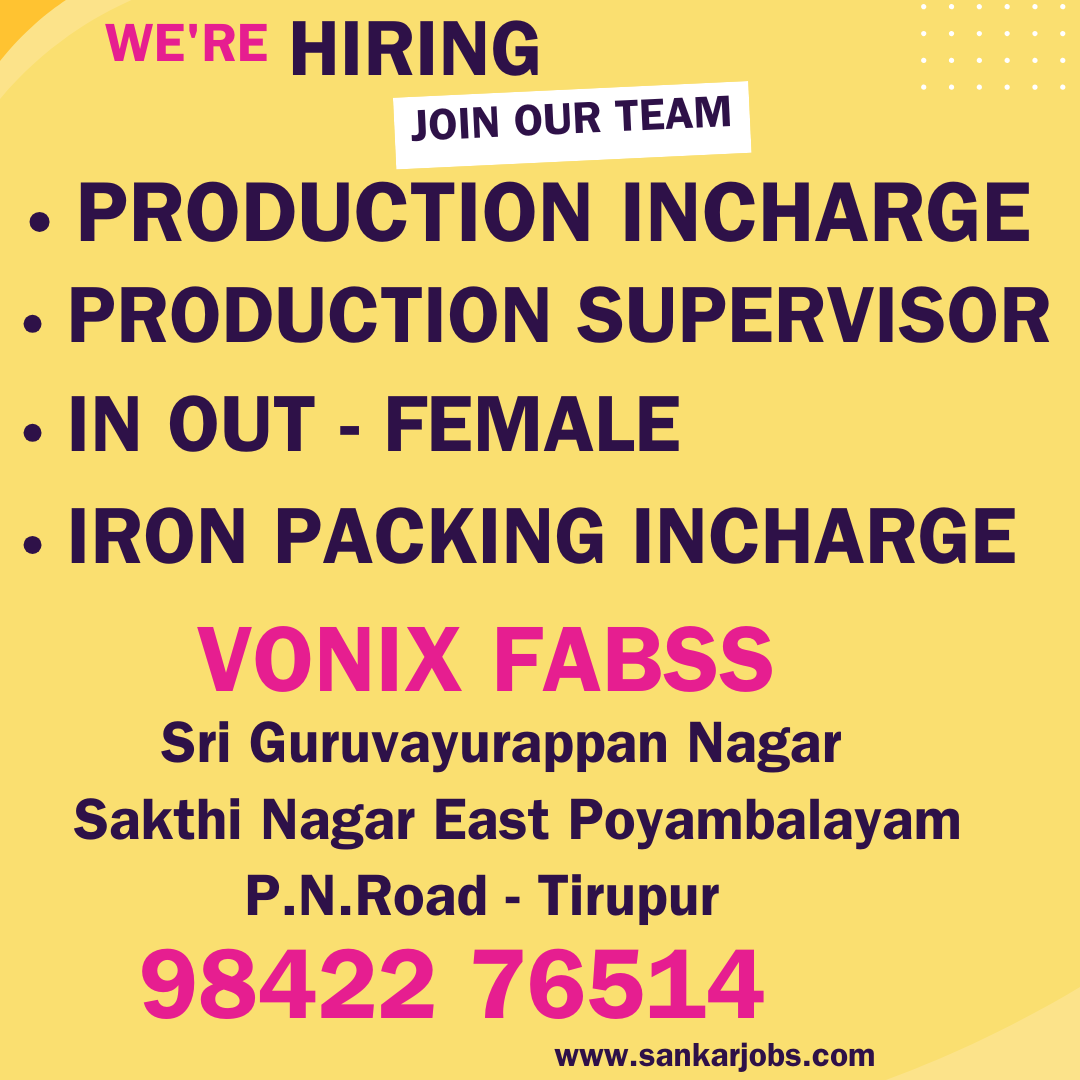 WE'RE HIRING
JOIN OUR TEAM
• PRODUCTION INCHARGE
• PRODUCTION SUPERVISOR
• IN OUT - FEMALE
• IRON PACKING INCHARGE
VONIX FABSS
Sri Guruvayurappan Nagar
Sakthi Nagar East Poyambalayam
P.N.Road - Tirupur
98422 76514
www.sankarjobs.com